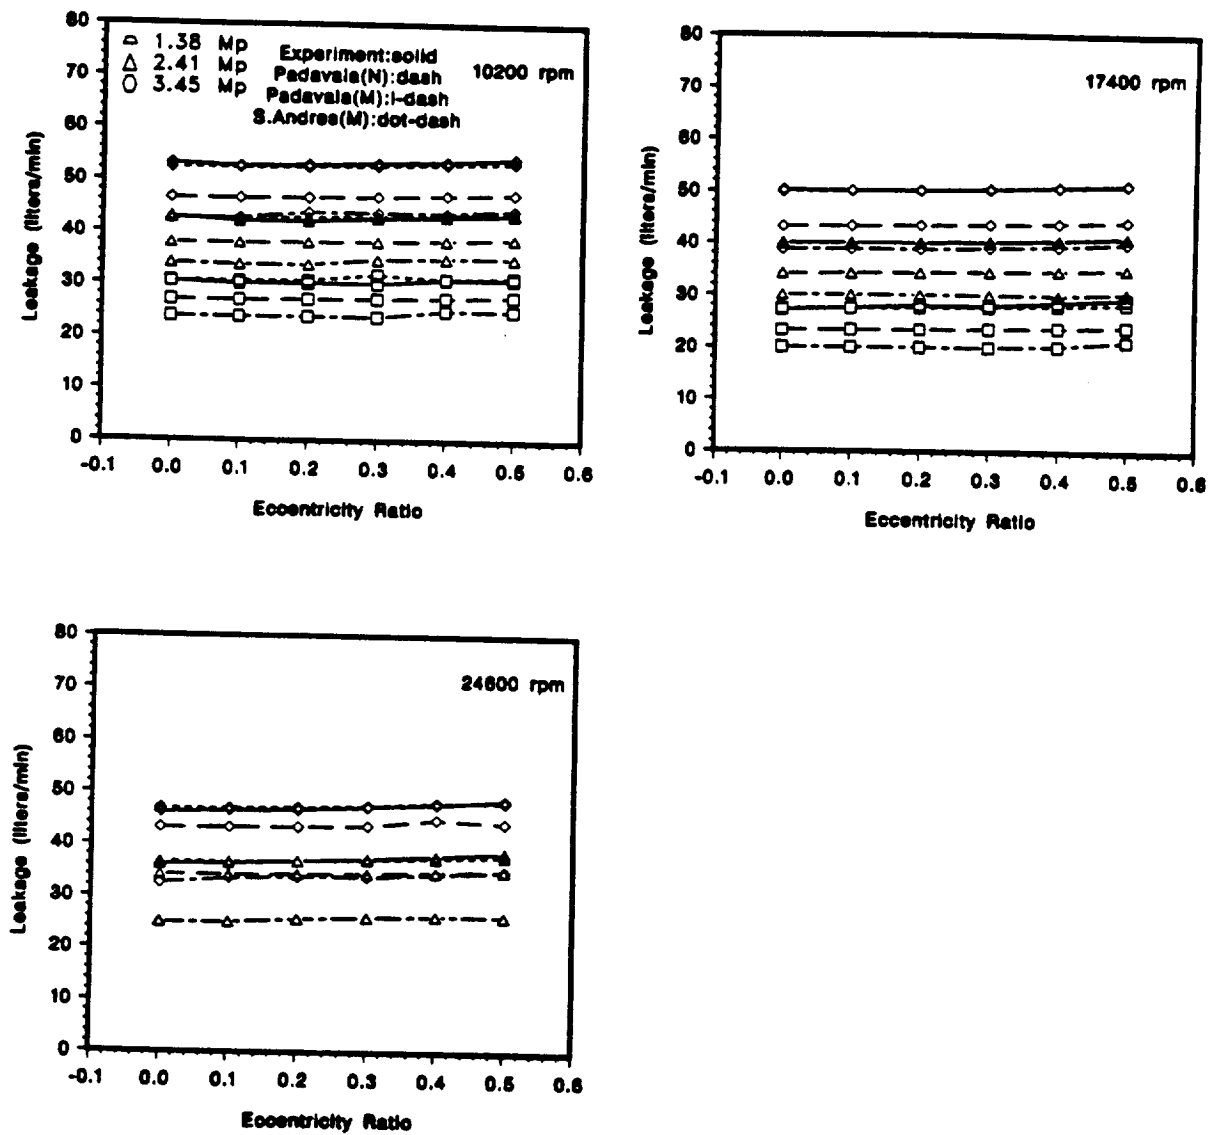 80
70
60
50
40
30
20
10
0
-0.1 0.0 0.1 0.2 0.3 0.4 0.5 0.6
Leakage (liters/min)
Eccentricity Ratio
1.38 Mp
2.41 Mp
3.45 Mp
Experiment:solid
Padavala(N):dash
Padavala(M):l-dash
S.Andres(M):dot-dash
10200 rpm
80
70
60
50
40
30
20
10
0
-0.1 0.0 0.1 0.2 0.3 0.4 0.5 0.6
Leakage (liters/min)
Eccentricity Ratio
17400 rpm
80
70
60
50
40
30
20
10
0
-0.1 0.0 0.1 0.2 0.3 0.4 0.5 0.6
Leakage (liters/min)
Eccentricity Ratio
24600 rpm